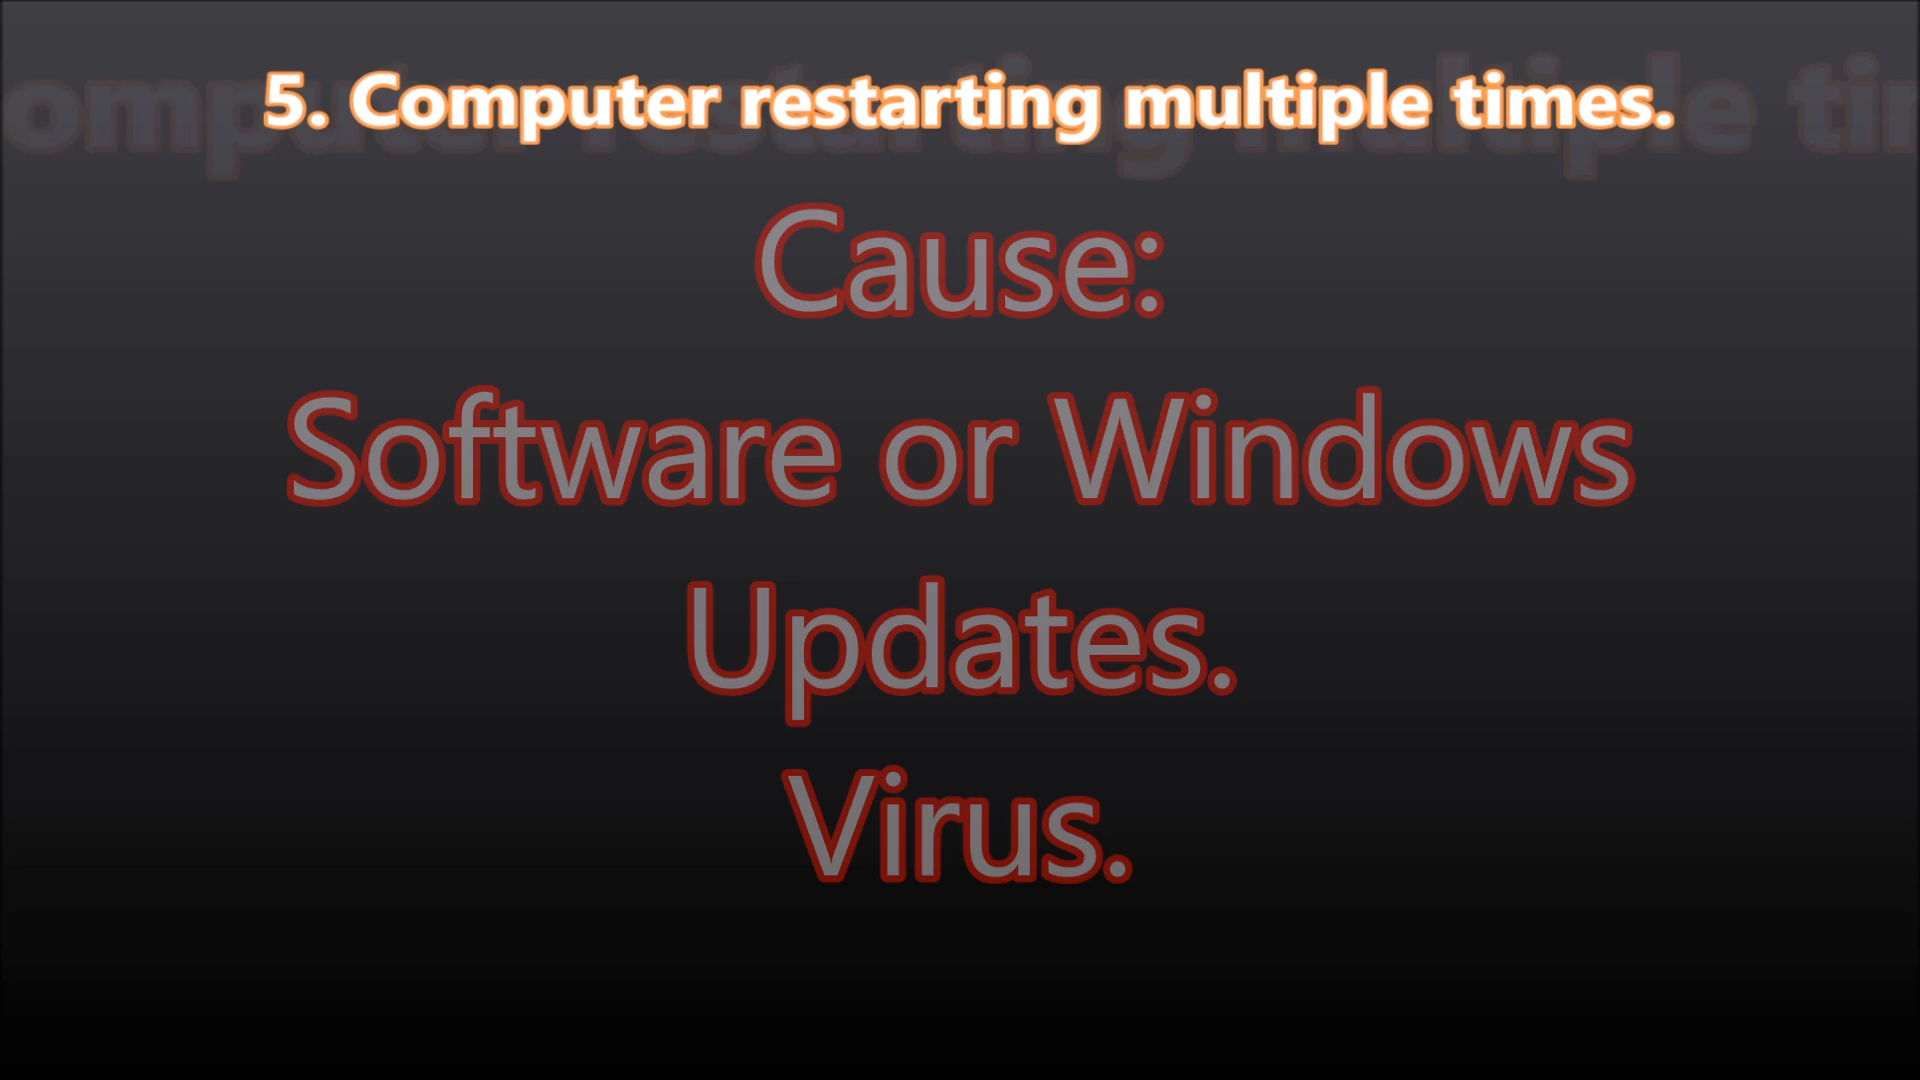 5. Computer restarting multiple times.
Cause:
Software or Windows
Updates.
Virus.